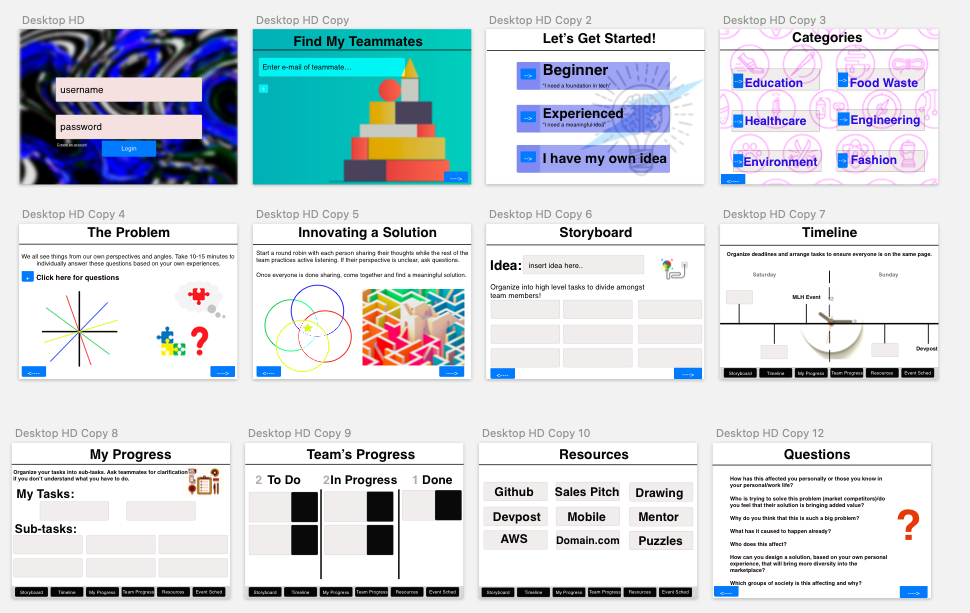 Desktop HD
username
password
Create an account
Login
Desktop HD Copy
Find My Teammates
Enter e-mail of teammate...
+
---->
Desktop HD Copy 2
Let's Get Started!
-->
Beginner
"I need a foundation in tech"
-->
Experienced
"I need a meaningful idea"
-->
I have my own idea
Desktop HD Copy 3
Categories
--> Education
--> Food Waste
--> Healthcare
--> Engineering
--> Environment
--> Fashion
<----
Desktop HD Copy 4
The Problem
We all see things from our own perspectives and angles. Take 10-15 minutes to
individually answer these questions based on your own experiences.
+ Click here for questions
<----
---->
Desktop HD Copy 5
Innovating a Solution
Start a round robin with each person sharing their thoughts while the rest of the
team practices active listening. If their perspective is unclear, ask questions.
Once everyone is done sharing, come together and find a meaningful solution.
<----
---->
Desktop HD Copy 6
Storyboard
Idea: insert idea here..
Organize into high level tasks to divide amongst
team members!
<----
---->
Desktop HD Copy 7
Timeline
Organize deadlines and arrange tasks to ensure everyone is on the same page.
Saturday
Sunday
MLH Event
12
Devpost
Storyboard Timeline My Progress Team Progress Resources Event Sched
Desktop HD Copy 8
My Progress
Organize your tasks into sub-tasks. Ask teammates for clarification
if you don't understand what you have to do.
My Tasks:
Sub-tasks:
Storyboard Timeline My Progress Team Progress Resources Event Sched
Desktop HD Copy 9
Team's Progress
2 To Do
2 In Progress
1 Done
Storyboard Timeline My Progress Team Progress Resources Event Sched
Desktop HD Copy 10
Resources
Github Sales Pitch Drawing
Devpost Mobile Mentor
AWS Domain.com Puzzles
Storyboard Timeline My Progress Team Progress Resources Event Sched
Desktop HD Copy 12
Questions
How has this affected you personally or those you know in
your personal/work life?
Who is trying to solve this problem (market competitors)/do
you feel that their solution is bringing added value?
Why do you think that this is such a big problem?
What has it caused to happen already?
Who does this affect?
How can you design a solution, based on your own personal
experience, that will bring more diversity into the
marketplace?
Which groups of society is this affecting and why?
?
<----
---->